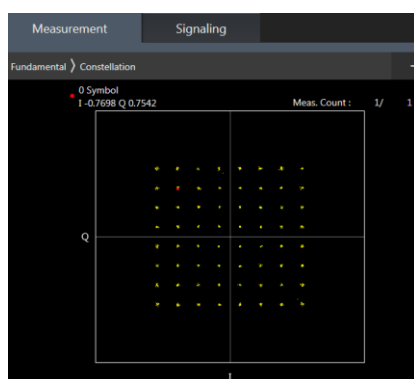 Measurement Signaling
Fundamental 〉 Constellation
0 Symbol
I -0.7698 Q 0.7542 Meas. Count : 1/ 1
Q
I